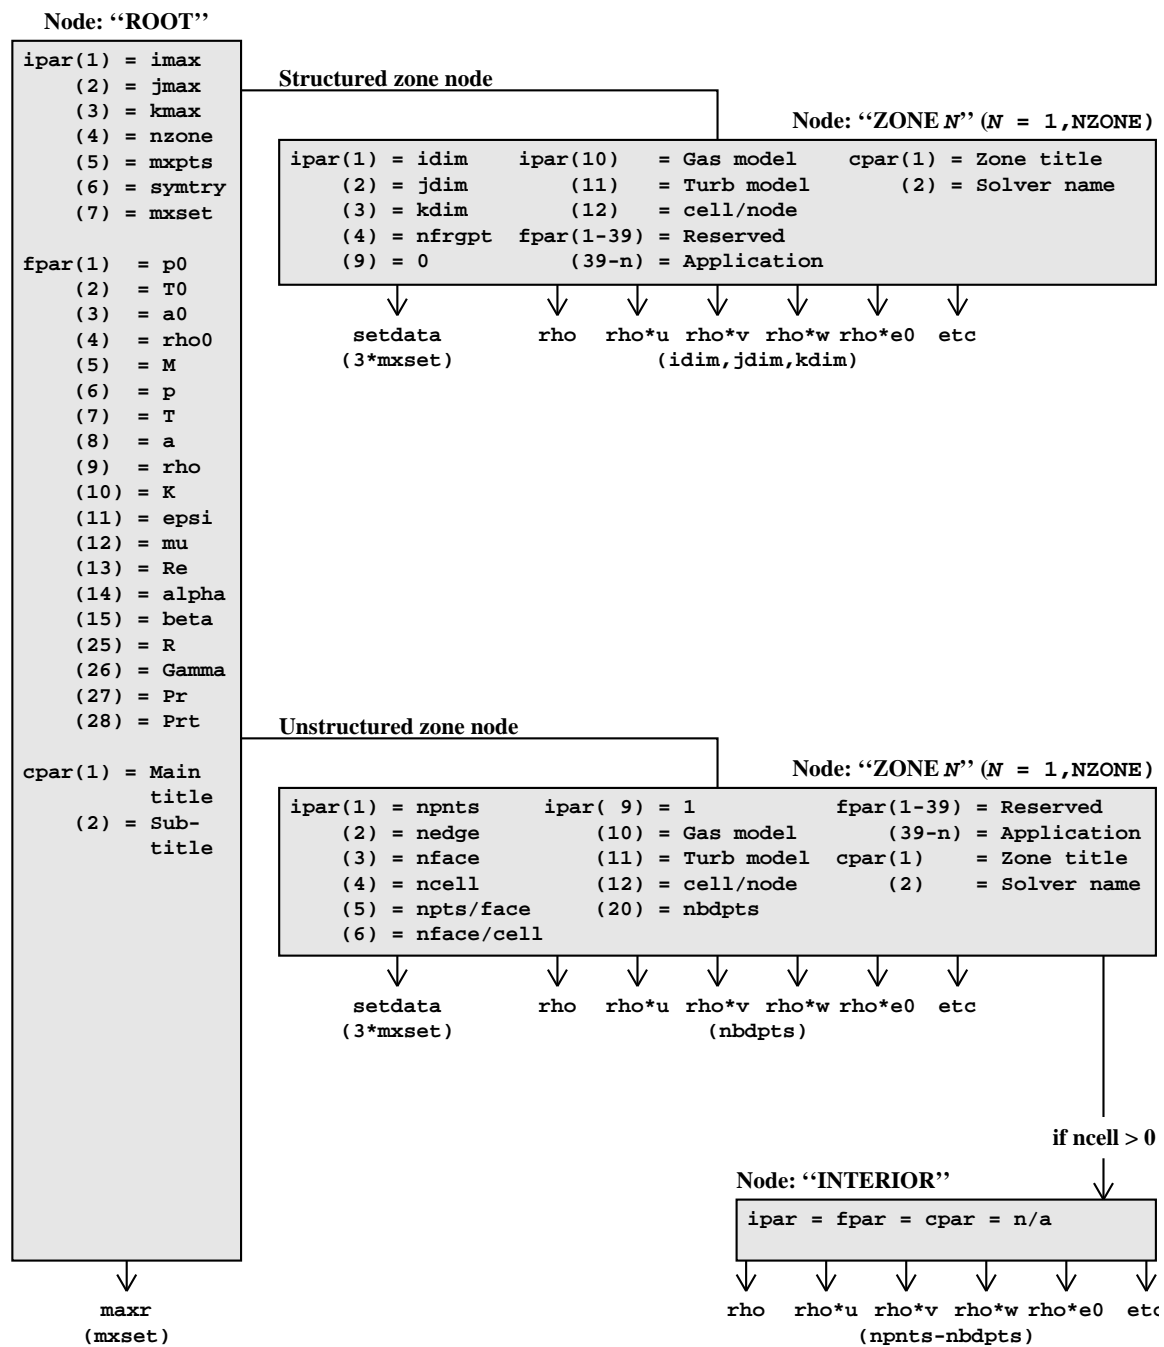 Node: ‘‘ROOT’’
ipar(1) = imax
(2) = jmax
(3) = kmax
(4) = nzone
(5) = mxpts
(6) = symtry
(7) = mxset
fpar(1) = p0
(2) = T0
(3) = a0
(4) = rho0
(5) = M
(6) = p
(7) = T
(8) = a
(9) = rho
(10) = K
(11) = epsi
(12) = mu
(13) = Re
(14) = alpha
(15) = beta
(25) = R
(26) = Gamma
(27) = Pr
(28) = Prt
cpar(1) = Main
title
(2) = Sub-
title
maxr
(mxset)
Structured zone node
Node: ‘‘ZONE N’’ (N = 1,NZONE)
ipar(1) = idim ipar(10) = Gas model cpar(1) = Zone title
(2) = jdim (11) = Turb model (2) = Solver name
(3) = kdim (12) = cell/node
(4) = nfrgpt fpar(1-39) = Reserved
(9) = 0 (39-n) = Application
setdata rho rho*u rho*v rho*w rho*e0 etc
(3*mxset) (idim,jdim,kdim)
Unstructured zone node
Node: ‘‘ZONE N’’ (N = 1,NZONE)
ipar(1) = npnts ipar( 9) = 1 fpar(1-39) = Reserved
(2) = nedge (10) = Gas model (39-n) = Application
(3) = nface (11) = Turb model cpar(1) = Zone title
(4) = ncell (12) = cell/node (2) = Solver name
(5) = npts/face (20) = nbdpts
(6) = nface/cell
setdata rho rho*u rho*v rho*w rho*e0 etc
(3*mxset) (nbdpts)
if ncell > 0
Node: ‘‘INTERIOR’’
ipar = fpar = cpar = n/a
rho rho*u rho*v rho*w rho*e0 etc
(npnts-nbdpts)